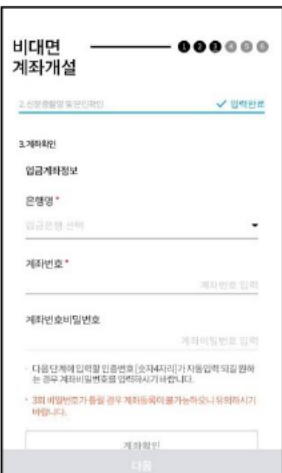 비대면
계좌개설
1 2 3 4 5 6
2.신분증촬영 및 본인확인
✓ 입력완료
3.계좌확인
입금계좌정보
은행명 *
입금은행 선택
계좌번호 *
계좌번호 입력
계좌번호비밀번호
계좌비밀번호 입력
· 다음단계에 입력할 인증번호[숫자4자리]가 자동입력 되길 원하
는 경우 계좌비밀번호를 입력하시기 바랍니다.
· 3회 비밀번호가 틀릴 경우 계좌등록이 불가능하오니 유의하시기
바랍니다.
계좌확인
다음